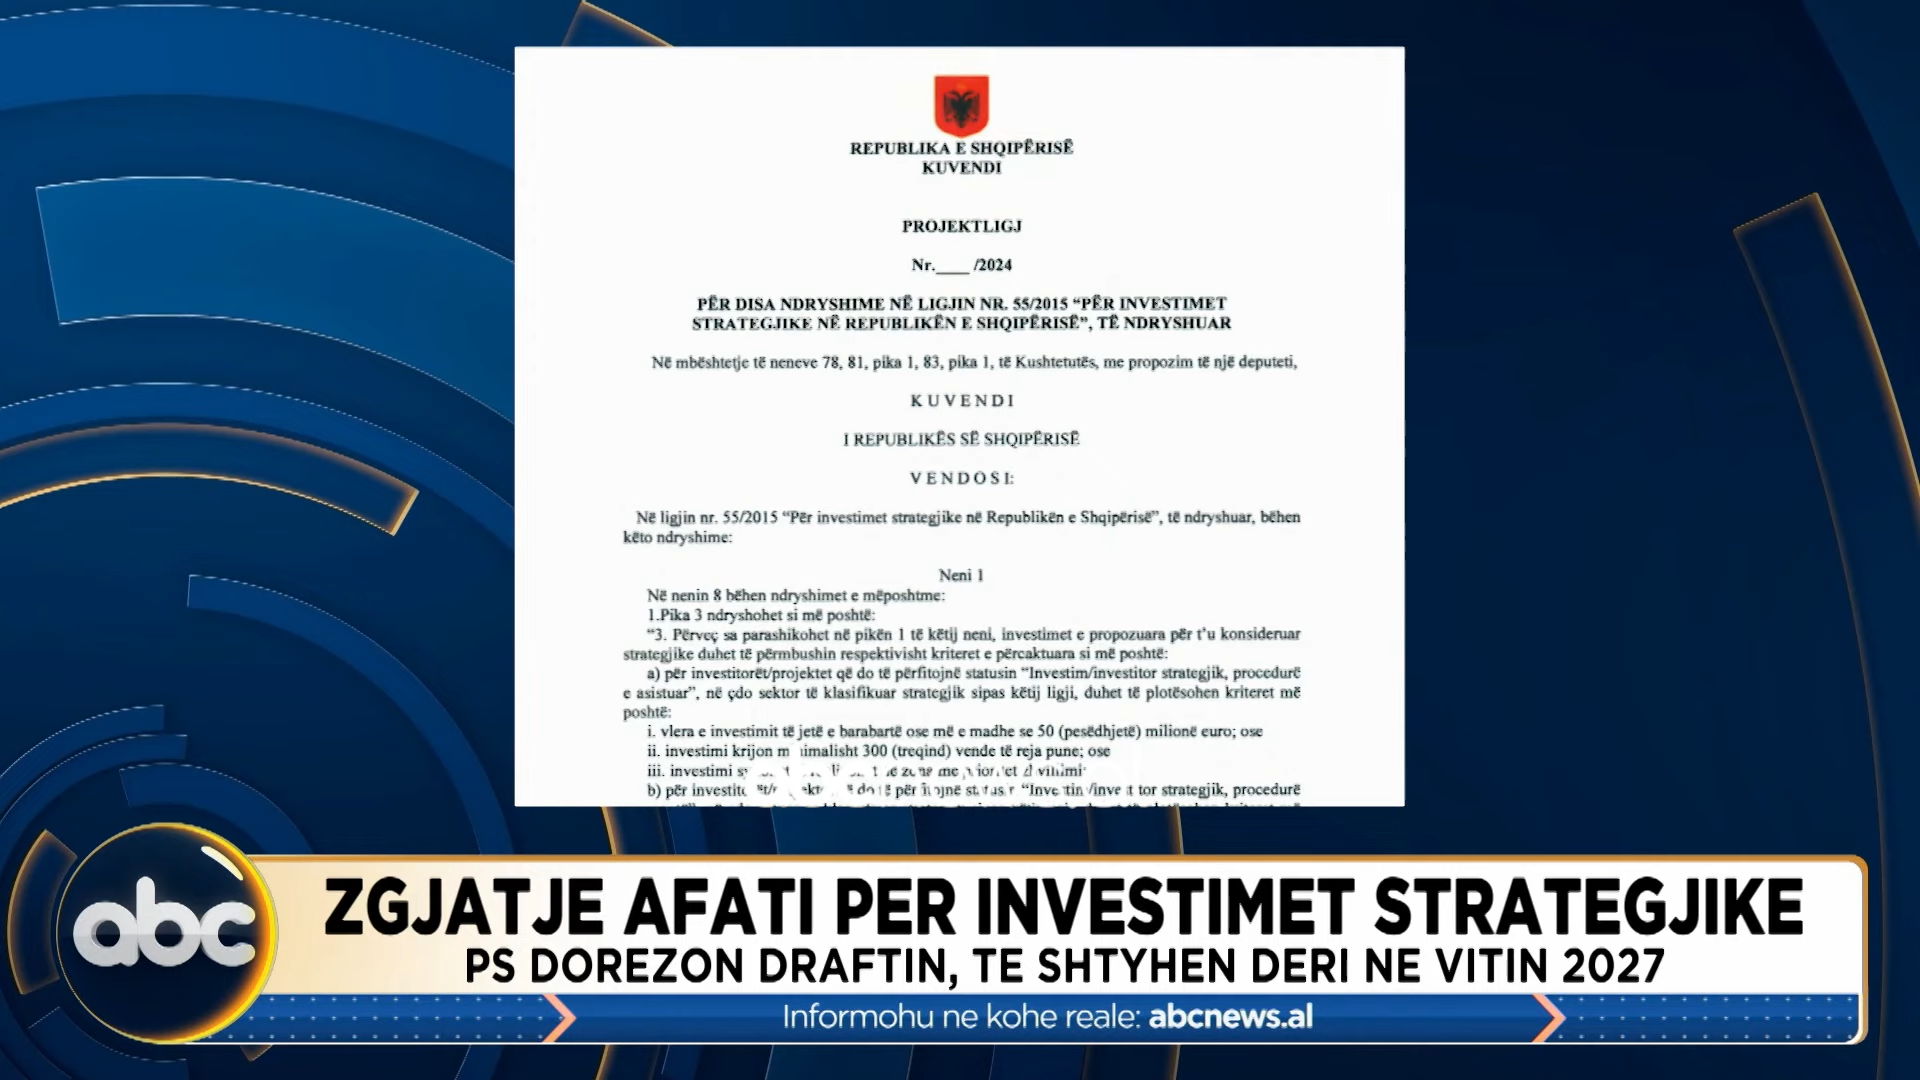 REPUBLIKA E SHQIPËRISË
KUVENDI
PROJEKTLIGJ
Nr.____ /2024
PËR DISA NDRYSHIME NË LIGJIN NR. 55/2015 “PËR INVESTIMET
STRATEGJIKE NË REPUBLIKËN E SHQIPËRISË”, TË NDRYSHUAR
Në mbështetje të neneve 78, 81, pika 1, 83, pika 1, të Kushtetutës, me propozim të një deputeti,
K U V E N D I
I REPUBLIKËS SË SHQIPËRISË
V E N D O S I:
Në ligjin nr. 55/2015 “Për investimet strategjike në Republikën e Shqipërisë”, të ndryshuar, bëhen
këto ndryshime:
Neni 1
Në nenin 8 bëhen ndryshimet e mëposhtme:
1.Pika 3 ndryshohet si më poshtë:
“3. Përveç sa parashikohet në pikën 1 të këtij neni, investimet e propozuara për t’u konsideruar
strategjike duhet të përmbushin respektivisht kriteret e përcaktuara si më poshtë:
a) për investitorët/projektet që do të përfitojnë statusin “Investim/investitor strategjik, procedurë
e asistuar”, në çdo sektor të klasifikuar strategjik sipas këtij ligji, duhet të plotësohen kriteret më
poshtë:
i. vlera e investimit të jetë e barabartë ose më e madhe se 50 (pesëdhjetë) milionë euro; ose
ii. investimi krijon minimalisht 300 (treqind) vende të reja pune; ose
iii. investimi
b) për strategjik, procedurë
abc
ZGJATJE AFATI PER INVESTIMET STRATEGJIKE
PS DOREZON DRAFTIN, TE SHTYHEN DERI NE VITIN 2027
Informohu ne kohe reale: abcnews.al